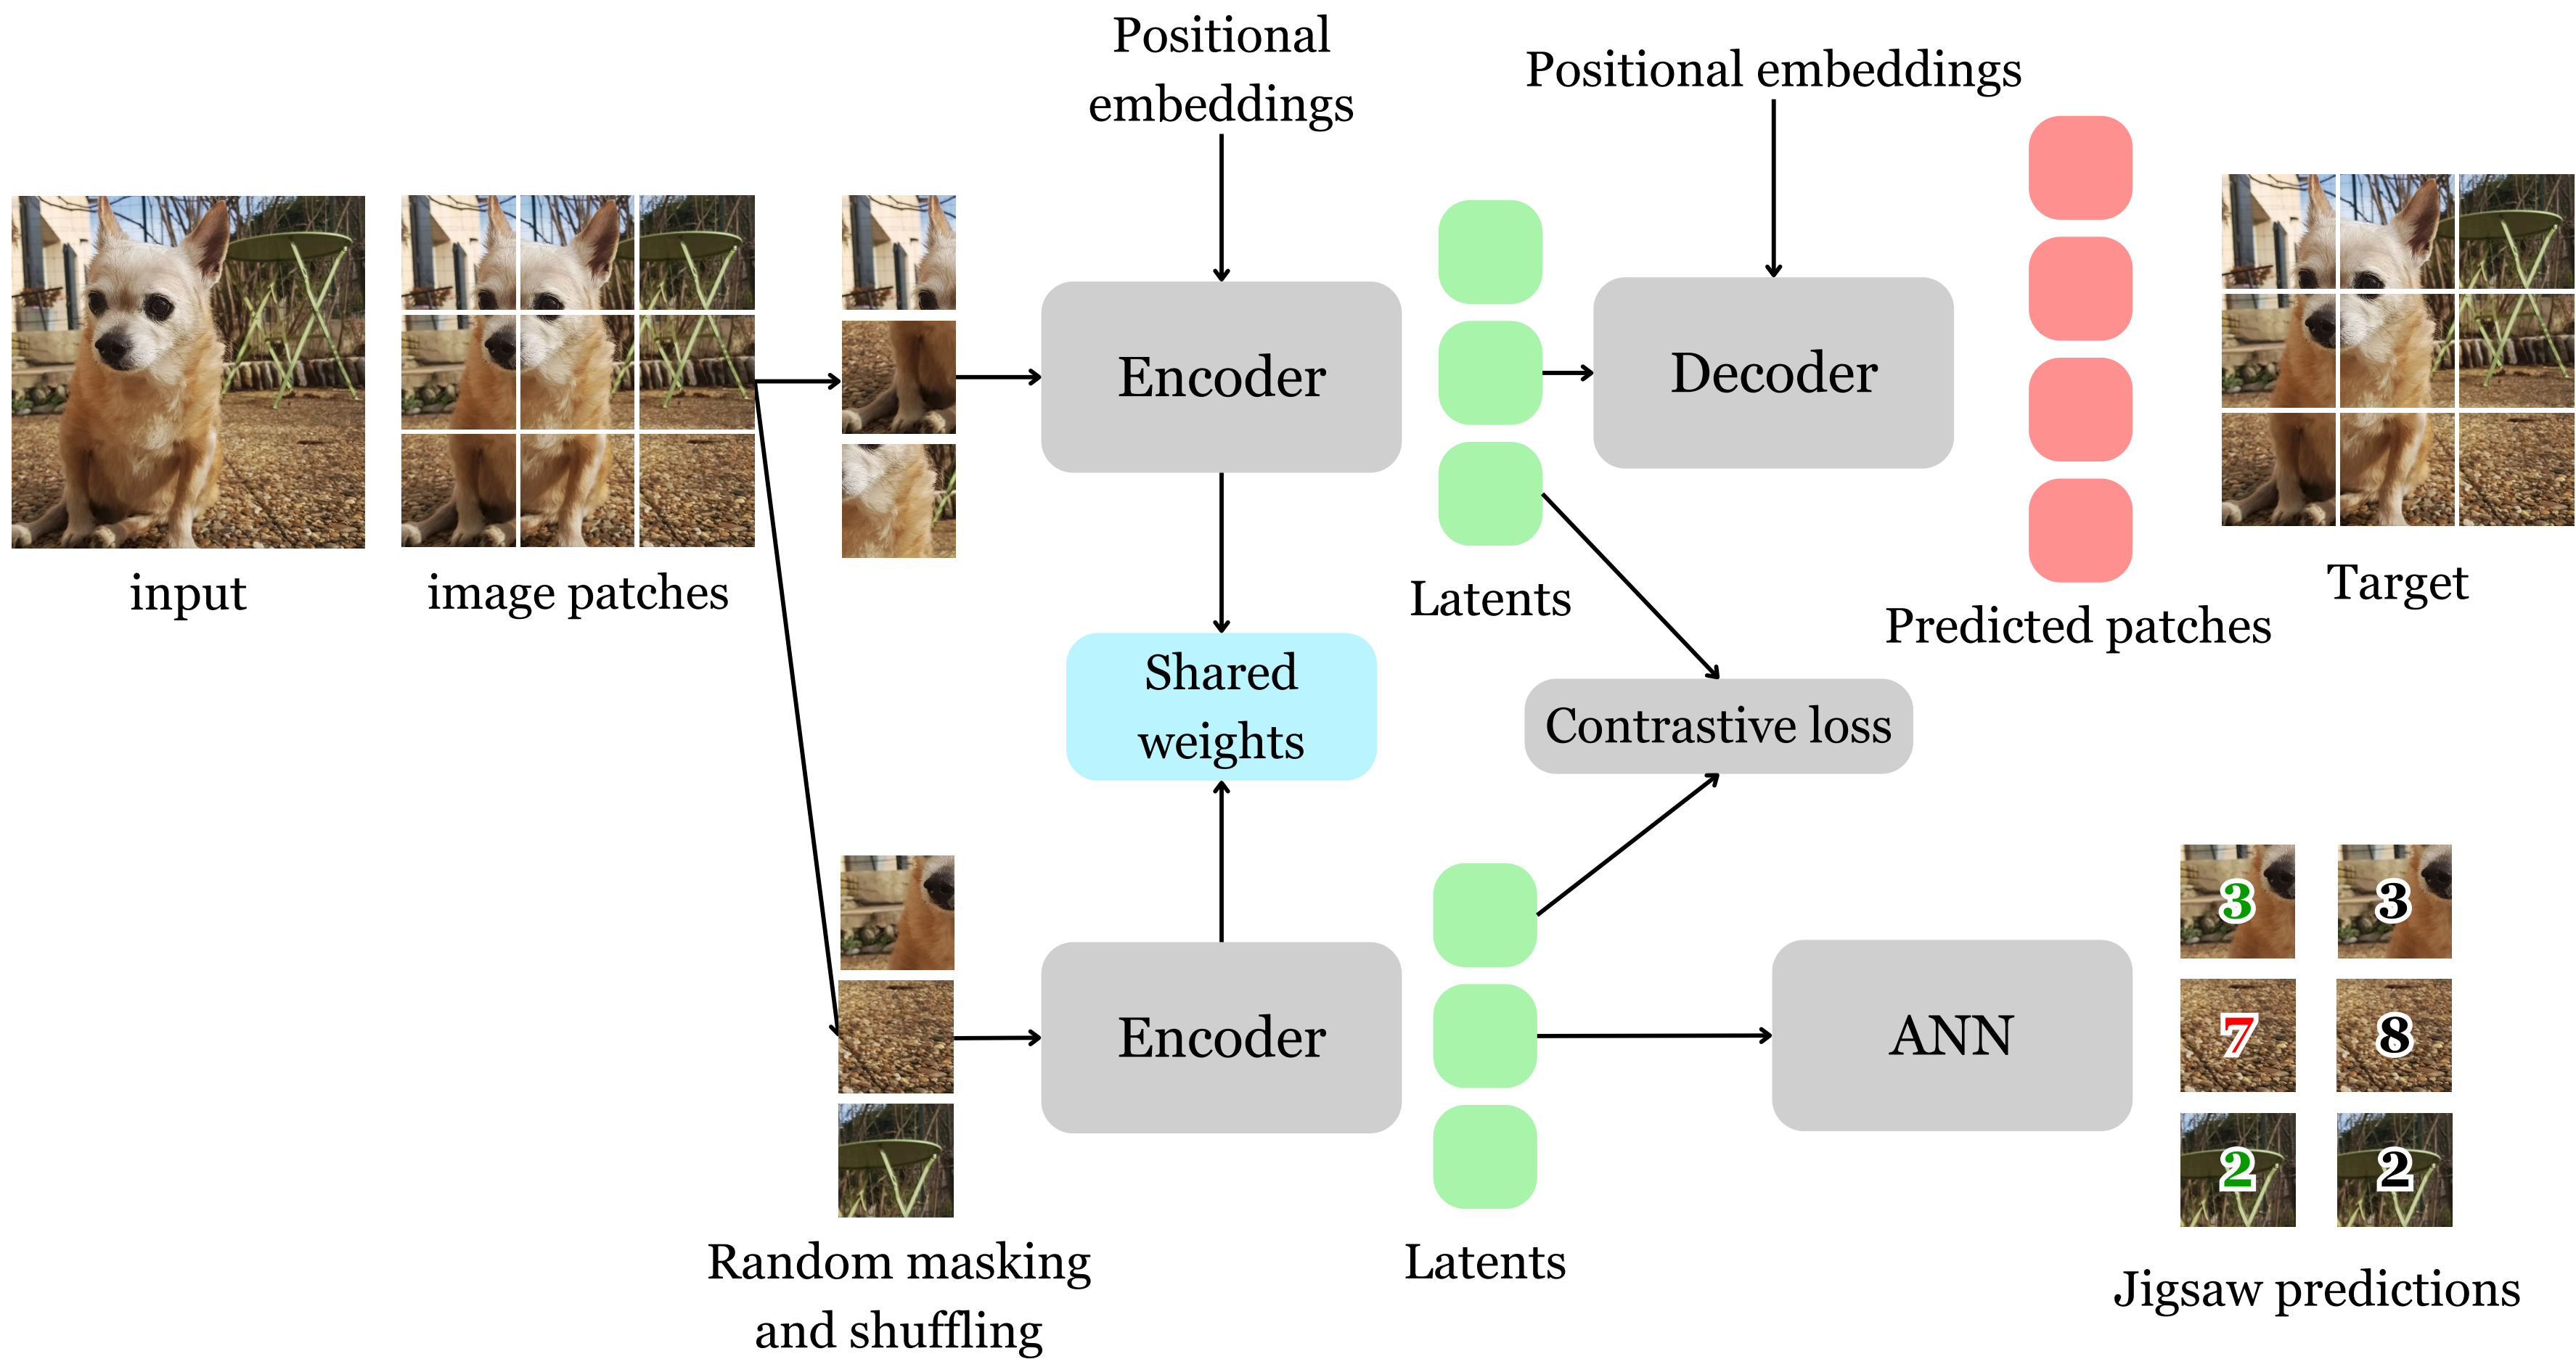 Positional
embeddings
Positional embeddings
Encoder
Decoder
input
image patches
Latents
Predicted patches
Target
Shared
weights
Contrastive loss
Encoder
ANN
3 3
7 8
2 2
Random masking
and shuffling
Latents
Jigsaw predictions